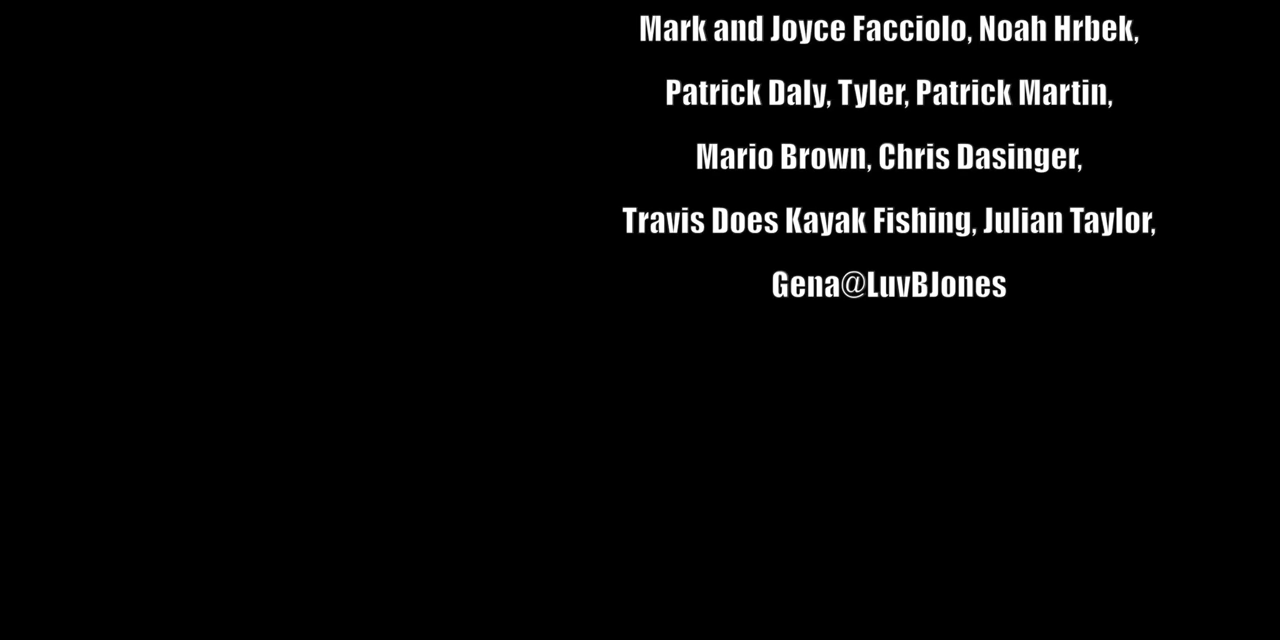 Mark and Joyce Facciolo, Noah Hrbek,
Patrick Daly, Tyler, Patrick Martin,
Mario Brown, Chris Dasinger,
Travis Does Kayak Fishing, Julian Taylor,
Gena@LuvBJones